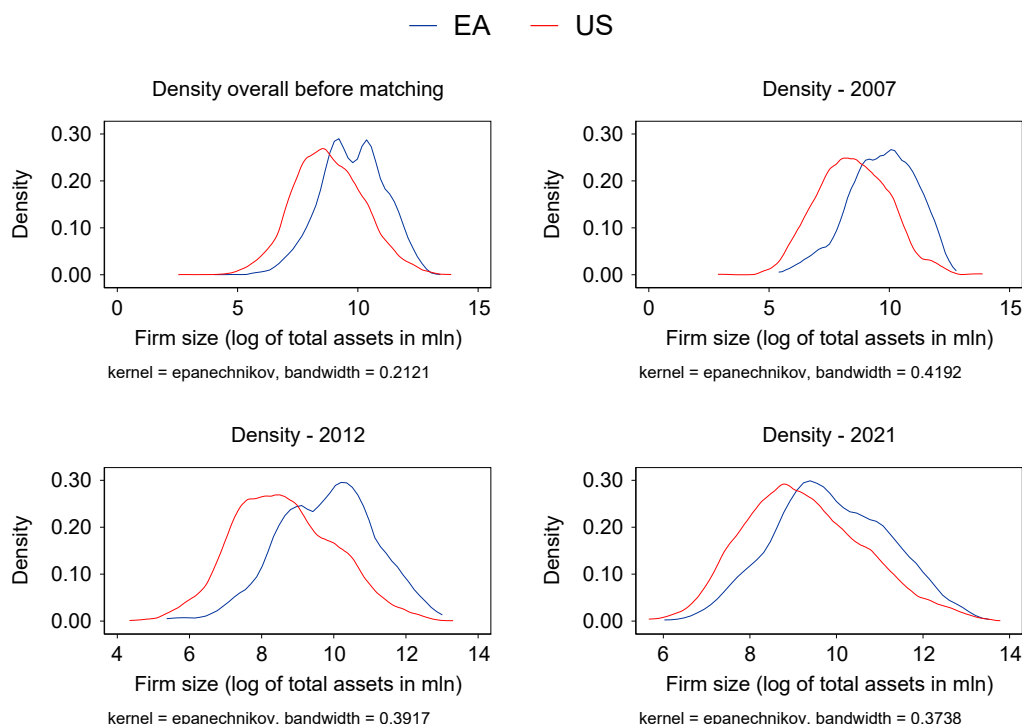 EA US
Density overall before matching
Density
0.30
0.20
0.10
0.00
0 5 10 15
Firm size (log of total assets in mln)
kernel = epanechnikov, bandwidth = 0.2121
Density - 2007
Density
0.30
0.20
0.10
0.00
0 5 10 15
Firm size (log of total assets in mln)
kernel = epanechnikov, bandwidth = 0.4192
Density - 2012
Density
0.30
0.20
0.10
0.00
4 6 8 10 12 14
Firm size (log of total assets in mln)
kernel = epanechnikov, bandwidth = 0.3917
Density - 2021
Density
0.30
0.20
0.10
0.00
6 8 10 12 14
Firm size (log of total assets in mln)
kernel = epanechnikov, bandwidth = 0.3738